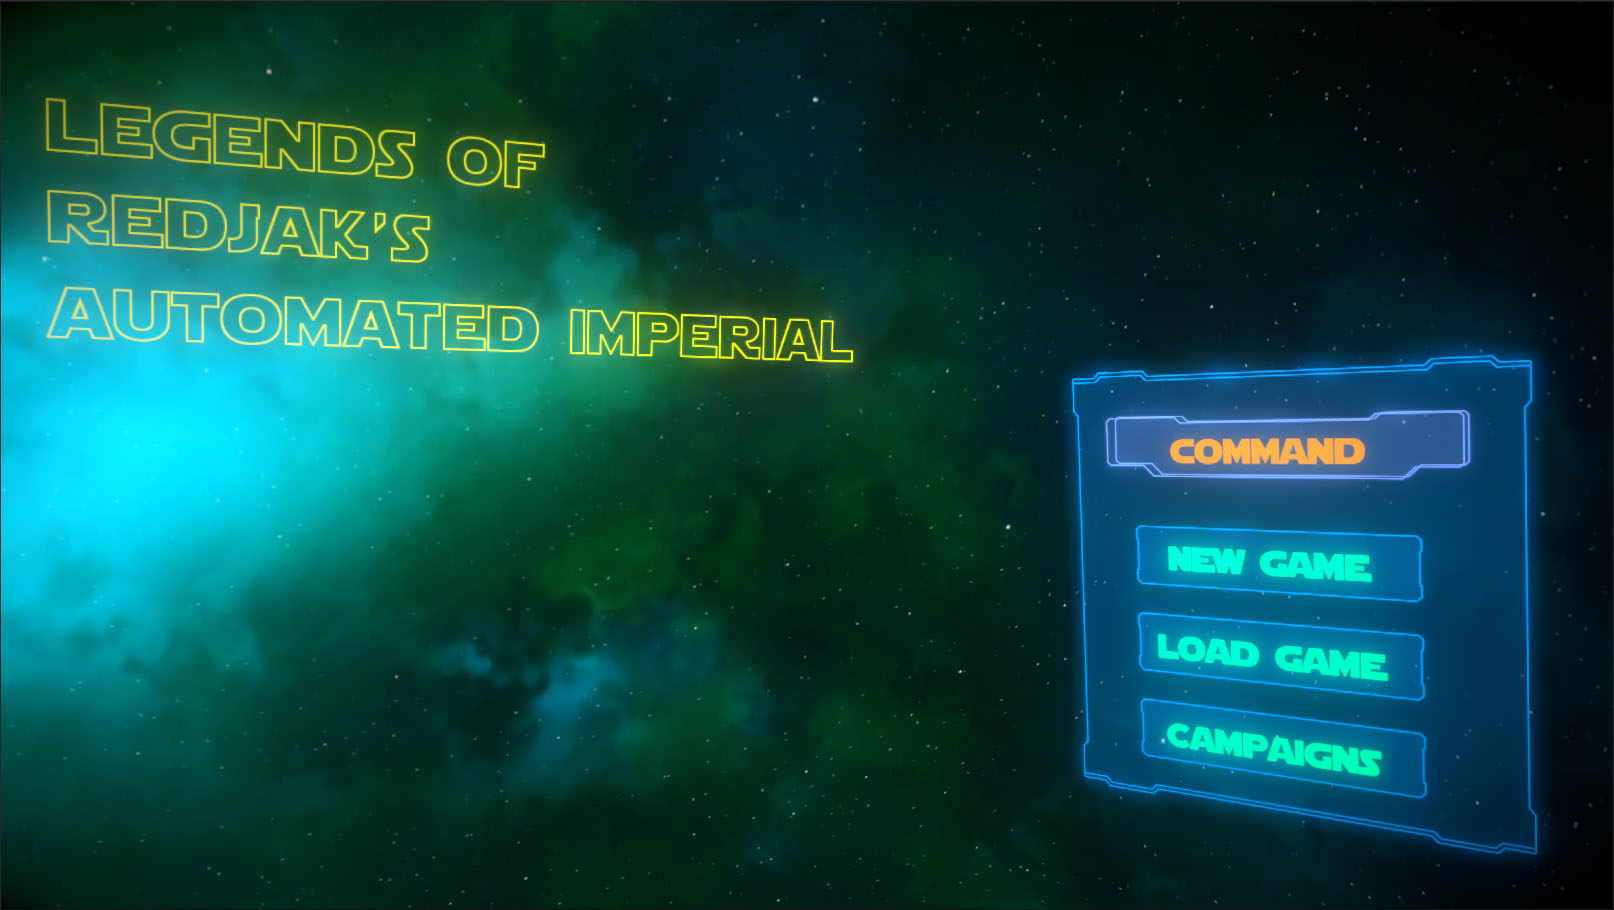 LEGENDS OF
REDJAK'S
AUTOMATED IMPERIAL
COMMAND
NEW GAME
LOAD GAME
CAMPAIGNS